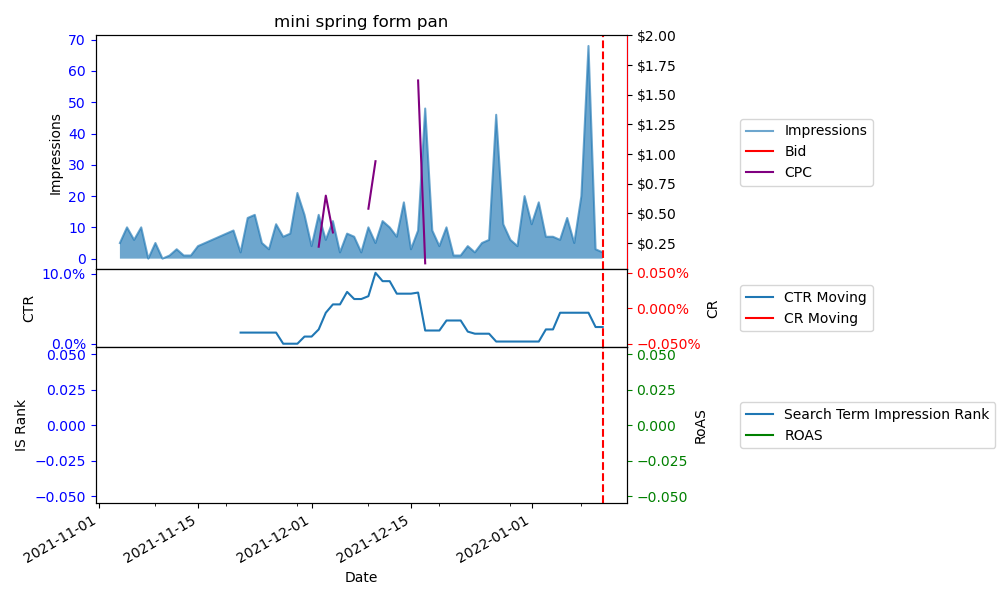 mini spring form pan
Impressions
70
60
50
40
30
20
10
0
$2.00
$1.75
$1.50
$1.25
$1.00
$0.75
$0.50
$0.25
Impressions
Bid
CPC
CTR
10.0%
0.0%
0.050%
0.000%
−0.050%
CR
CTR Moving
CR Moving
IS Rank
0.050
0.025
0.000
−0.025
−0.050
0.050
0.025
0.000
−0.025
−0.050
RoAS
Search Term Impression Rank
ROAS
2021-11-01
2021-11-15
2021-12-01
2021-12-15
2022-01-01
Date